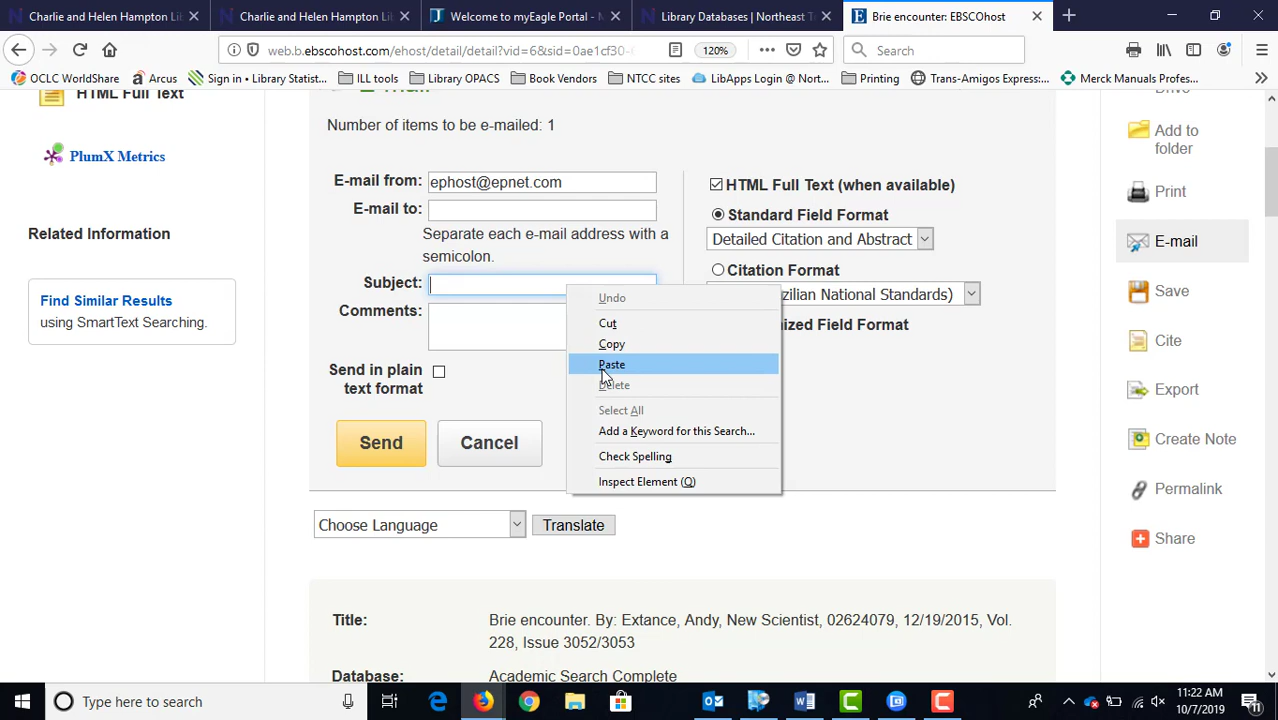 Charlie and Helen Hampton Li
Charlie and Helen Hampton Li
Welcome to myEagle Portal - M
Library Databases | Northeast T
Brie encounter: EBSCOhost
web.b.ebscohost.com/ehost/detail/detail?vid=6&sid=0ae1cf30-
120%
Search
OCLC WorldShare
Arcus
Sign in • Library Statist...
ILL tools
Library OPACS
Book Vendors
NTCC sites
LibApps Login @ Nort...
Printing
Trans-Amigos Express:...
Merck Manuals Profes...
HTML Full Text
PlumX Metrics
Related Information
Find Similar Results
using SmartText Searching.
Number of items to be e-mailed: 1
E-mail from:
ephost@epnet.com
E-mail to:
Separate each e-mail address with a
semicolon.
Subject:
Comments:
Send in plain
text format
Send
Cancel
HTML Full Text (when available)
Standard Field Format
Detailed Citation and Abstract
Citation Format
zilian National Standards)
ized Field Format
Undo
Cut
Copy
Paste
Delete
Select All
Add a Keyword for this Search...
Check Spelling
Inspect Element (Q)
Choose Language
Translate
Title:
Brie encounter. By: Extance, Andy, New Scientist, 02624079, 12/19/2015, Vol.
228, Issue 3052/3053
Database:
Academic Search Complete
Add to
folder
Print
E-mail
Save
Cite
Export
Create Note
Permalink
Share
Type here to search
11:22 AM
10/7/2019